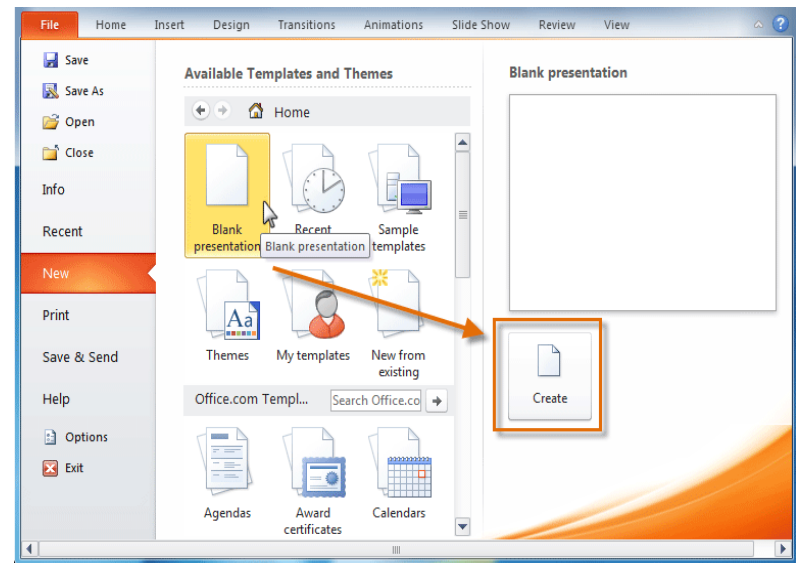 File Home Insert Design Transitions Animations Slide Show Review View
Save
Save As
Open
Close
Info
Recent
New
Print
Save & Send
Help
Options
Exit
Available Templates and Themes
Home
Blank presentation
Recent
Sample templates
Blank presentation
Themes
My templates
New from existing
Office.com Templ... Search Office.co
Agendas
Award certificates
Calendars
Blank presentation
Create